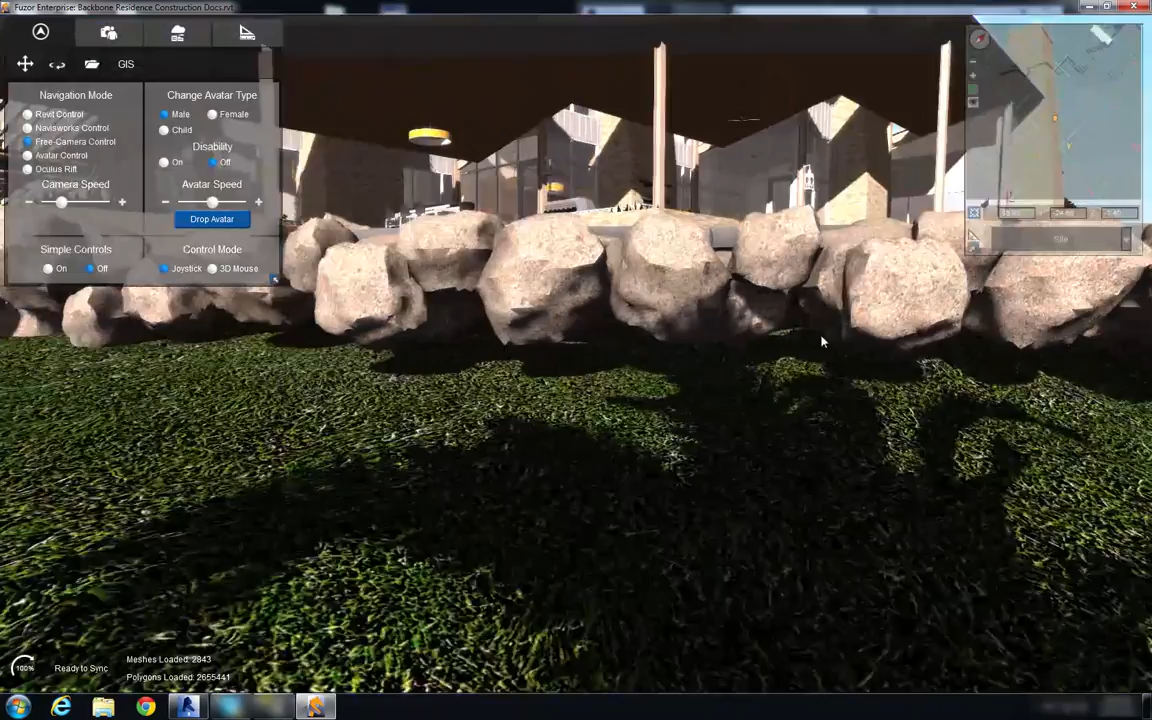 Fuzor Enterprise: Backbone Residence Construction Docs.rvt
GIS
Navigation Mode
Revit Control
Navisworks Control
Free-Camera Control
Avatar Control
Oculus Rift
Camera Speed
Simple Controls
On Off
Change Avatar Type
Male Female
Child
Disability
On Off
Avatar Speed
Drop Avatar
Control Mode
Joystick 3D Mouse
Site
100%
Ready to Sync
Meshes Loaded: 2843
Polygons Loaded: 2655441